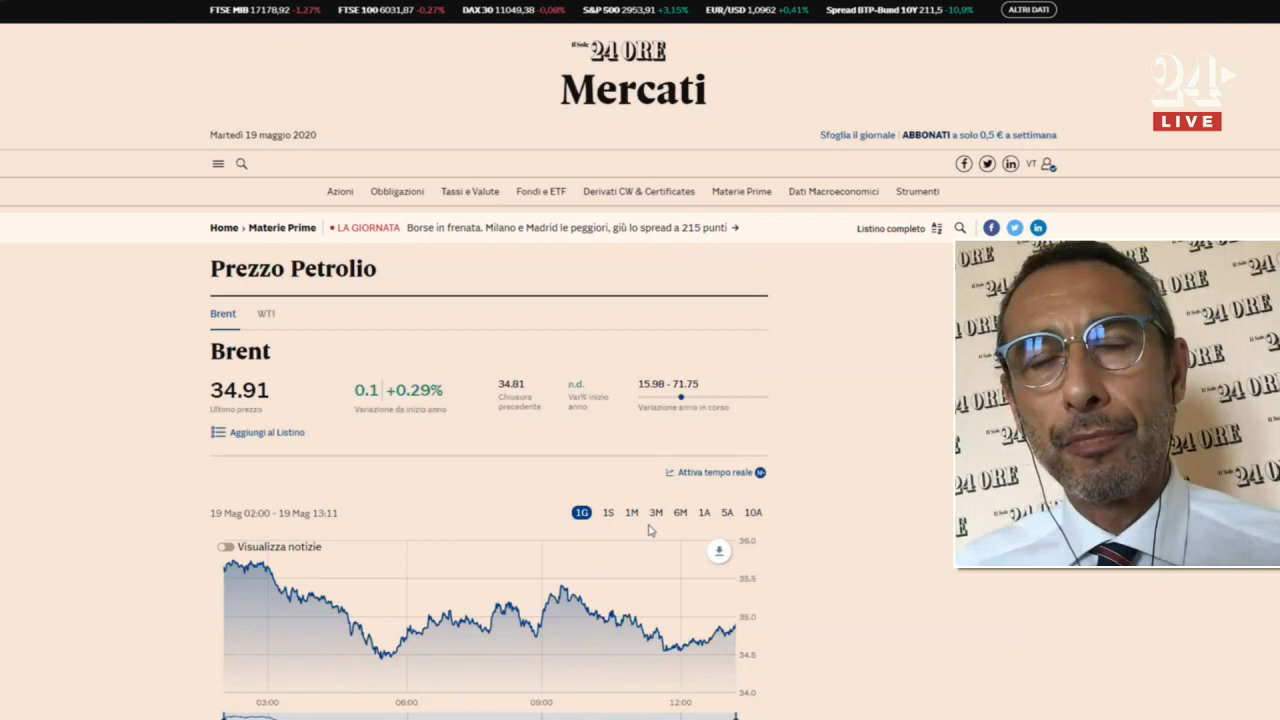 FTSE MIB 17178,92 -1,27% FTSE 100 6031,87 -0,27% DAX 30 11049,38 -0,08% S&P 500 2953,91 +3,15% EUR/USD 1,0962 +0,41% Spread BTP-Bund 10Y 211,5 -10,9% ALTRI DATI
Il Sole 24 ORE
Mercati
24
LIVE
Martedì 19 maggio 2020
Sfoglia il giornale ABBONATI a solo 0,5 € a settimana
VT
Azioni Obbligazioni Tassi e Valute Fondi e ETF Derivati CW & Certificates Materie Prime Dati Macroeconomici Strumenti
Home › Materie Prime • LA GIORNATA Borse in frenata. Milano e Madrid le peggiori, giù lo spread a 215 punti → Listino completo
Prezzo Petrolio
Brent WTI
Brent
34.91 0.1 +0.29% 34.81 n.d. 15.98 - 71.75
Ultimo prezzo Variazione da inizio anno Chiusura precedente Var% inizio anno Variazione anno in corso
Aggiungi al Listino
Attiva tempo reale
19 Mag 02:00 - 19 Mag 13:11 1G 1S 1M 3M 6M 1A 5A 10A
Visualizza notizie
36.0
35.5
35.0
34.5
34.0
03:00 06:00 09:00 12:00
24 ORE